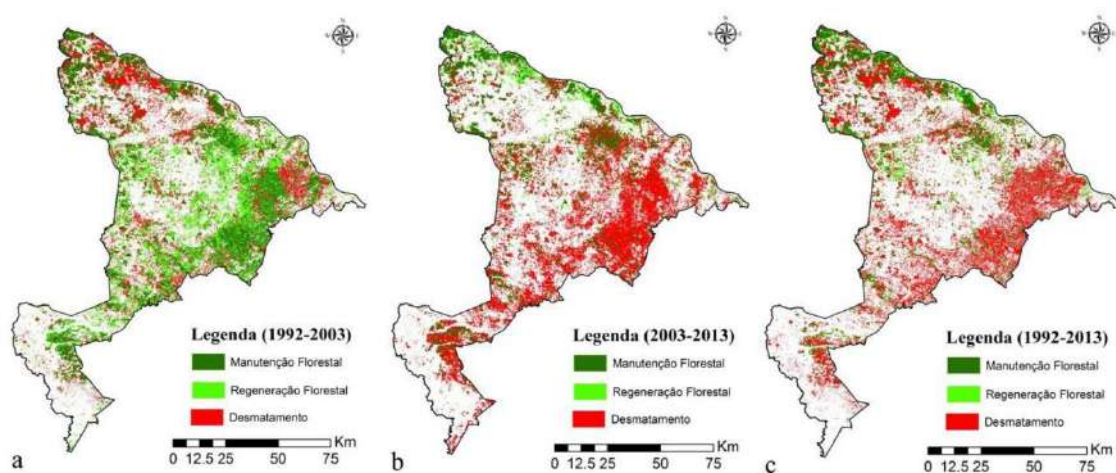 Legenda (1992-2003)
Manutenção Florestal
Regeneração Florestal
Desmatamento
Km
0 12.5 25 50 75
a
Legenda (2003-2013)
Manutenção Florestal
Regeneração Florestal
Desmatamento
Km
0 12.5 25 50 75
b
Legenda (1992-2013)
Manutenção Florestal
Regeneração Florestal
Desmatamento
Km
0 12.5 25 50 75
c